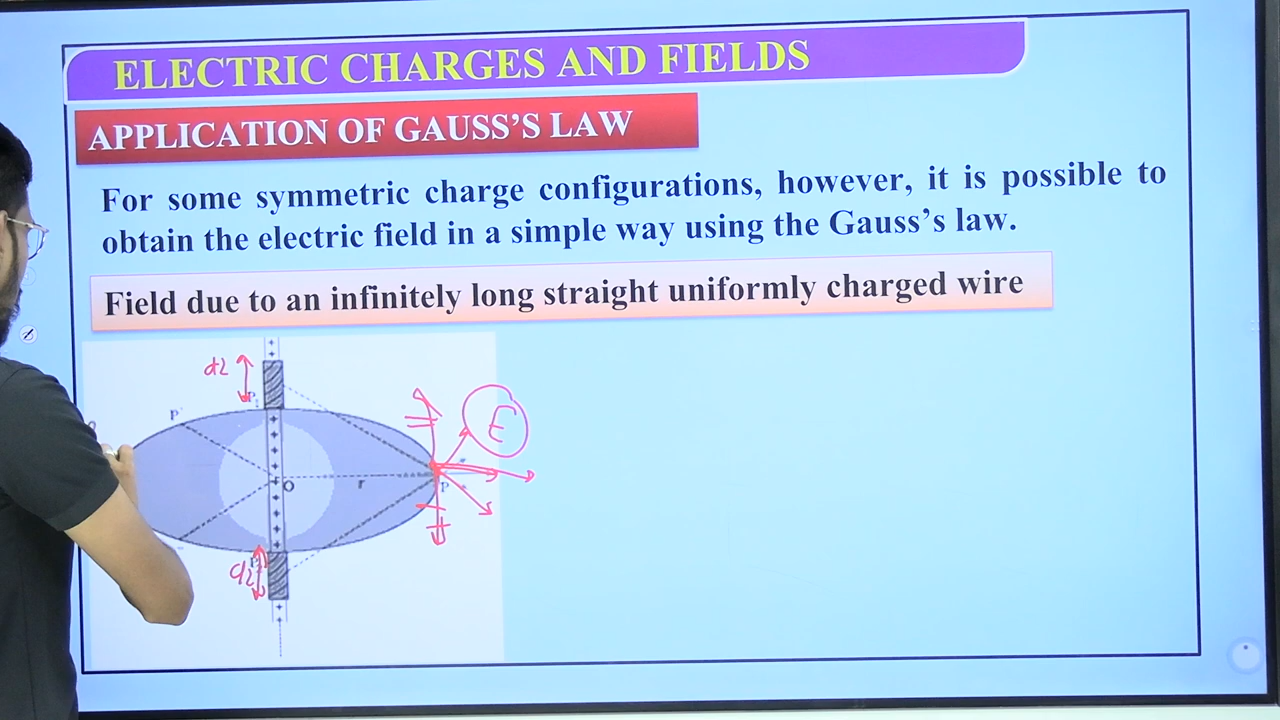 ELECTRIC CHARGES AND FIELDS
APPLICATION OF GAUSS'S LAW
For some symmetric charge configurations, however, it is possible to
obtain the electric field in a simple way using the Gauss's law.
Field due to an infinitely long straight uniformly charged wire
dl
P
E
O
r
P
dl